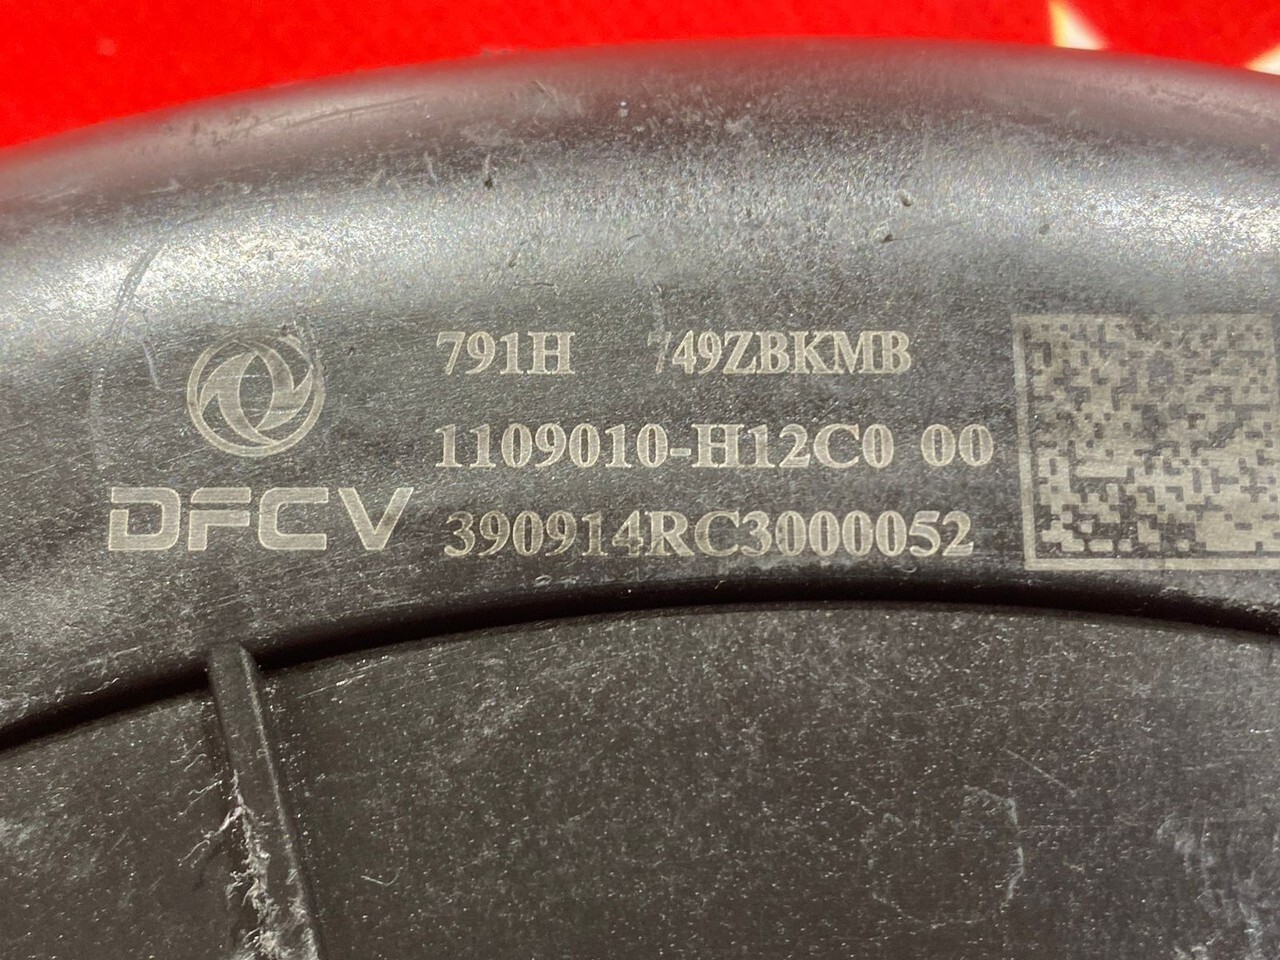 791H 749ZBKMB
1109010-H12C0 00
DFCV
390914RC3000052